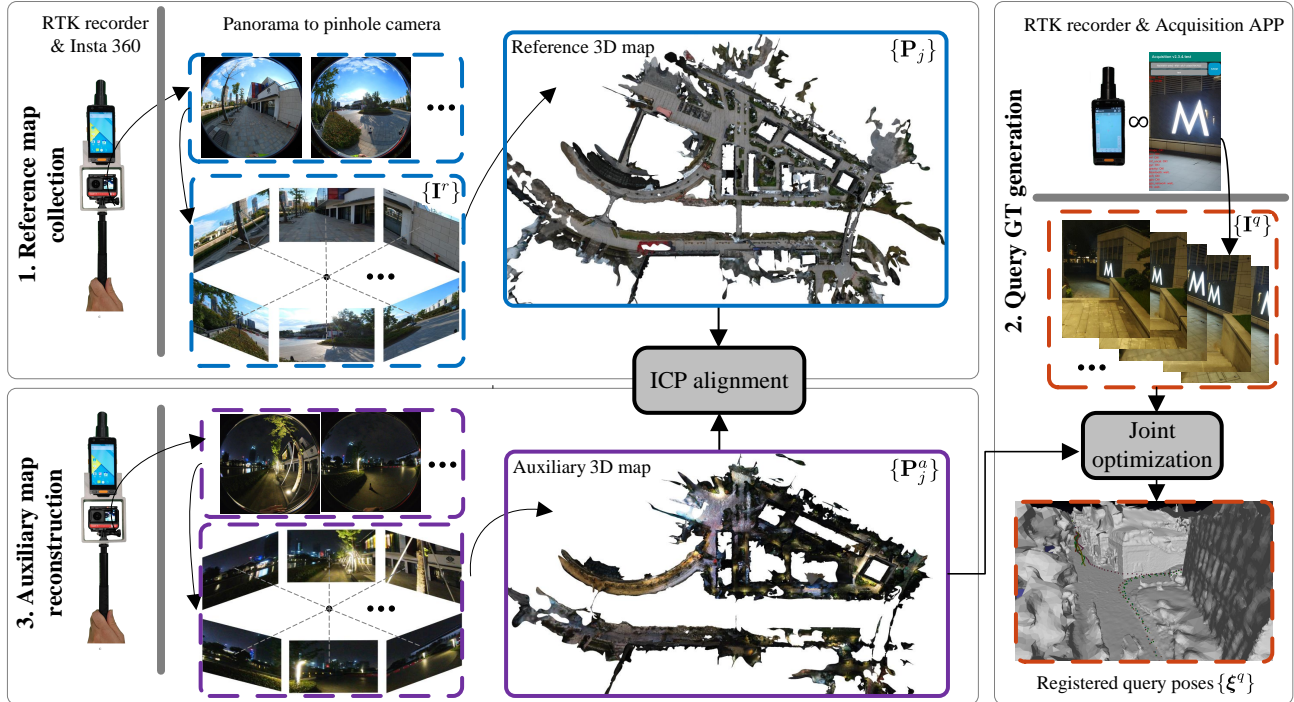 RTK recorder
& Insta 360
Panorama to pinhole camera
1. Reference map
collection
{I^r}
Reference 3D map
{P_j}
ICP alignment
3. Auxiliary map
reconstruction
Auxiliary 3D map
{P_j^a}
RTK recorder & Acquisition APP
∞
M
2. Query GT generation
{I^q}
M
M
M
M
Joint
optimization
Registered query poses {ξ^q}